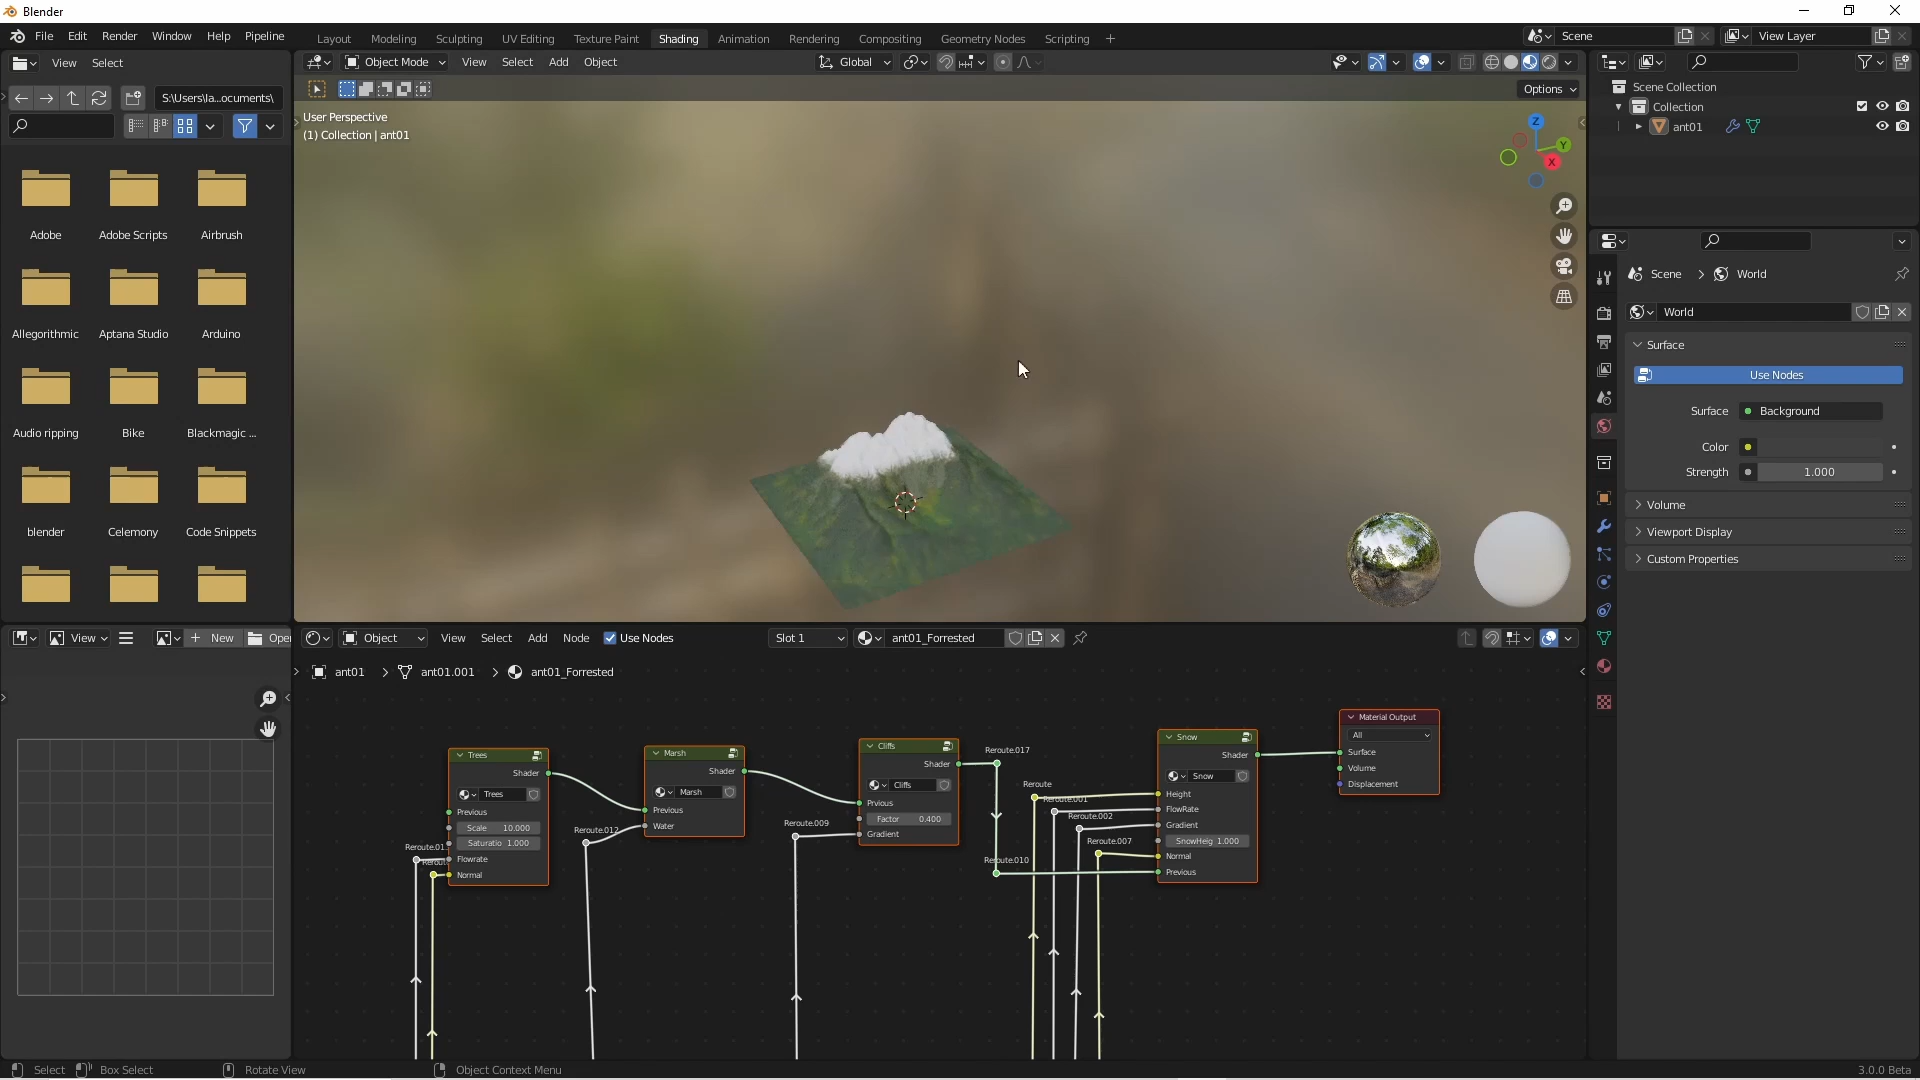 Blender
File Edit Render Window Help Pipeline
Layout Modeling Sculpting UV Editing Texture Paint Shading Animation Rendering Compositing Geometry Nodes Scripting +
Scene
View Layer
View Select
Object Mode View Select Add Object
Global
S:\Users\la...ocuments\
Options
User Perspective
(1) Collection | ant01
Z
Y
X
Adobe Adobe Scripts Airbrush
Allegorithmic Aptana Studio Arduino
Audio ripping Bike Blackmagic ...
blender Celemony Code Snippets
Scene Collection
Collection
ant01
Scene > World
World
Surface
Use Nodes
Surface Background
Color
Strength 1.000
Volume
Viewport Display
Custom Properties
View
+ New
Oper
Object View Select Add Node Use Nodes
Slot 1
ant01_Forrested
ant01 > ant01.001 > ant01_Forrested
Trees
Shader
Trees
Previous
Scale 10.000
Saturatio 1.000
Flowrate
Normal
Reroute.01
Marsh
Shader
Marsh
Previous
Water
Reroute.012
Cliffs
Shader
Cliffs
Prvious
Factor 0.400
Gradient
Reroute.009
Reroute.017
Reroute.010
Reroute
Reroute.001
Reroute.002
Reroute.007
Snow
Shader
Snow
Height
FlowRate
Gradient
SnowHeig 1.000
Normal
Previous
Material Output
All
Surface
Volume
Displacement
Select Box Select Rotate View Object Context Menu
3.0.0 Beta